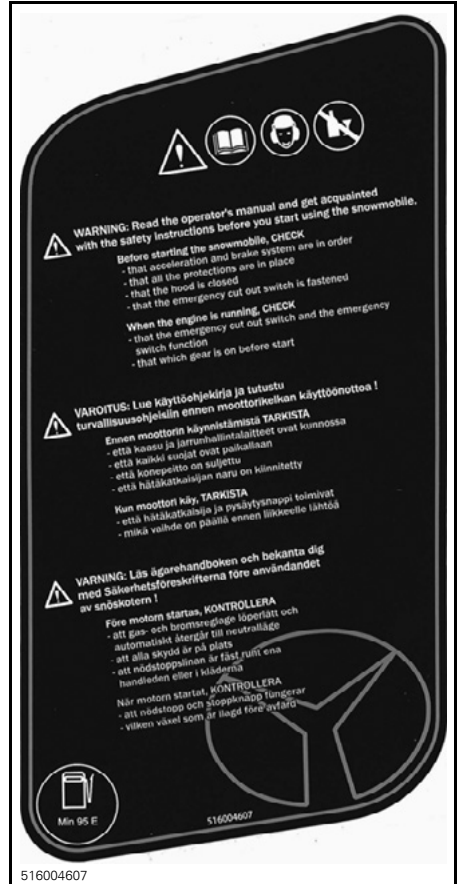 WARNING: Read the operator's manual and get acquainted
with the safety instructions before you start using the snowmobile.
Before starting the snowmobile, CHECK
- that acceleration and brake system are in order
- that all the protections are in place
- that the hood is closed
- that the emergency cut out switch is fastened
When the engine is running, CHECK
- that the emergency cut out switch and the emergency
switch function
- that which gear is on before start
VAROITUS: Lue käyttöohjekirja ja tutustu
turvallisuusohjeisiin ennen moottorikelkan käyttöönottoa !
Ennen moottorin käynnistämistä TARKISTA
- että kaasu ja jarrunhallintalaitteet ovat kunnossa
- että kaikki suojat ovat paikallaan
- että konepeitto on suljettu
- että hätäkatkaisijan naru on kiinnitetty
Kun moottori käy, TARKISTA
- että hätäkatkaisija ja pysäytysnappi toimivat
- mikä vaihde on päällä ennen liikkeelle lähtöä
VARNING: Läs ägarehandboken och bekanta dig
med Säkerhetsföreskrifterna före användandet
av snöskotern !
Före motorn startas, KONTROLLERA
- att gas- och bromsreglage löperlätt och
automatiskt återgår till neutralläge
- att alla skydd är på plats
- att nödstoppslinan är fäst runt ena
handleden eller i kläderna
När motorn startat, KONTROLLERA
- att nödstopp och stoppknapp fungerar
- vilken växel som är ilagd före avfärd
Min 95 E
516004607
516004607